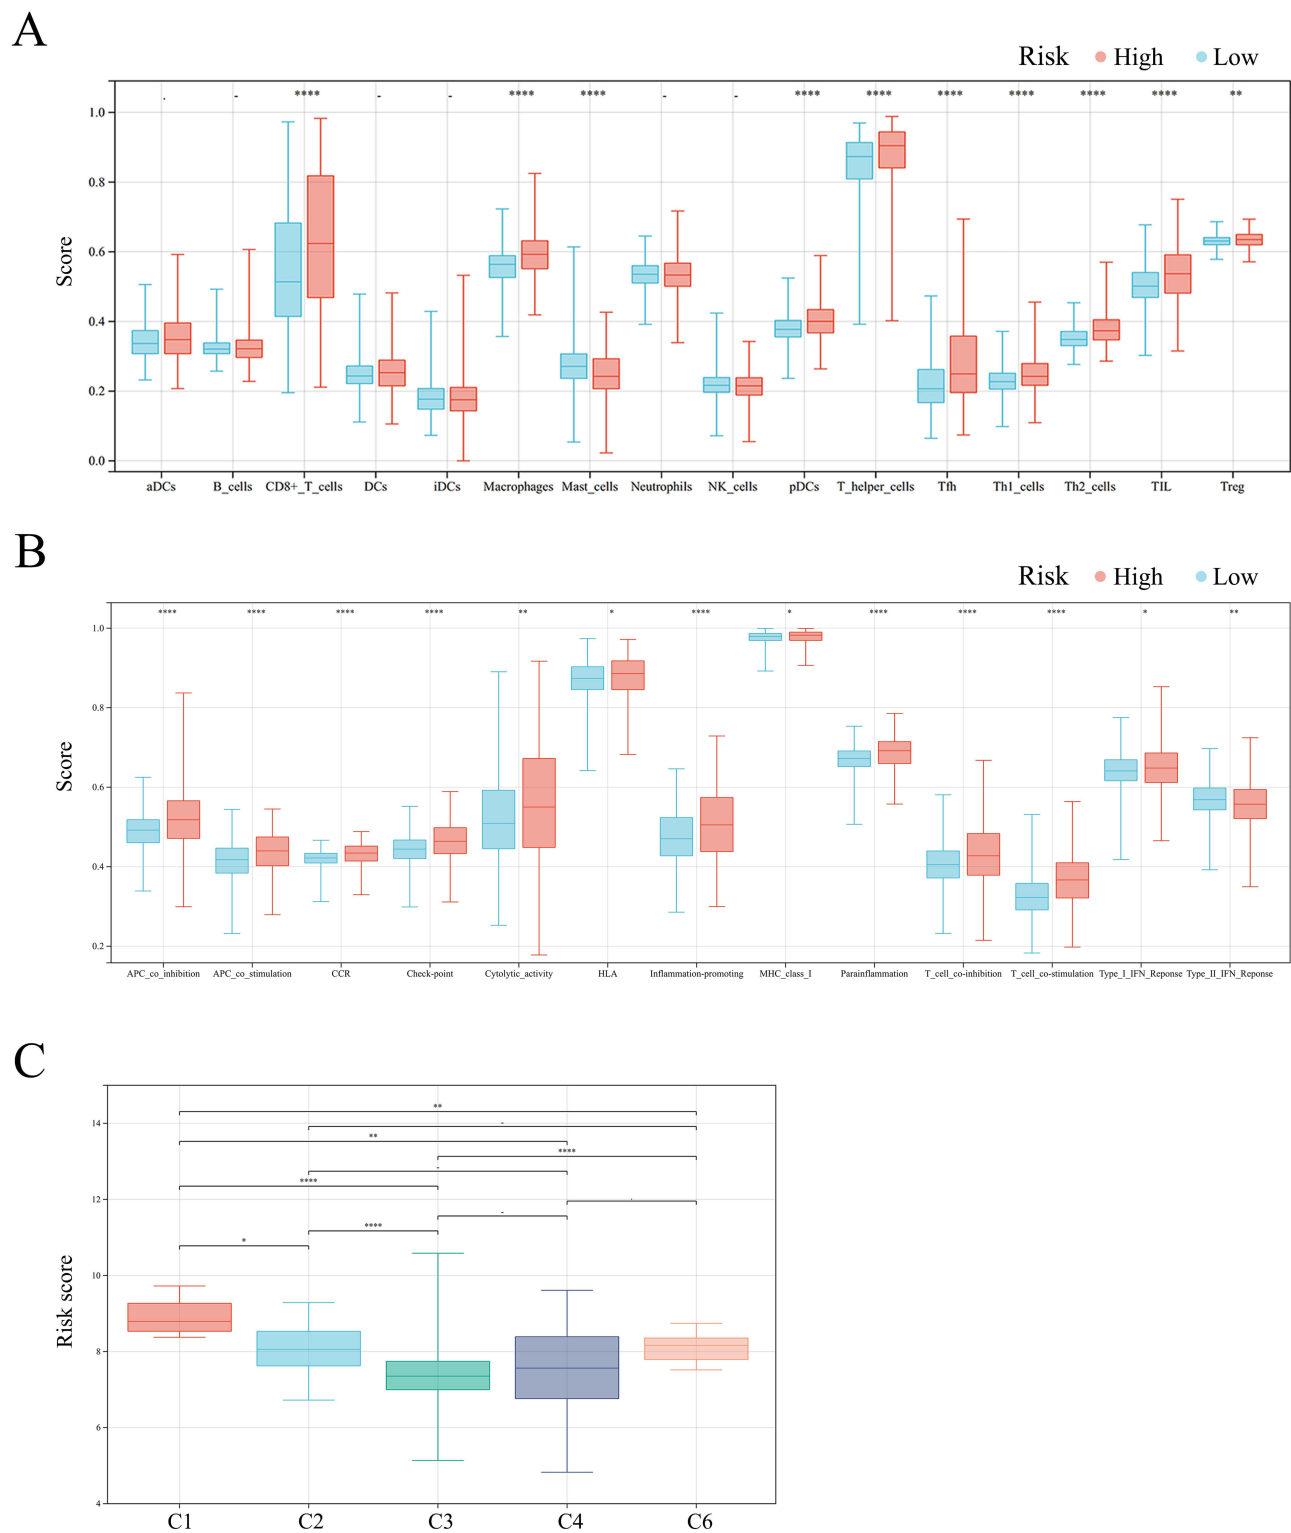 A
Risk High Low
. - **** - - **** **** - - **** **** **** **** **** **** **
Score
1.0
0.8
0.6
0.4
0.2
0.0
aDCs B_cells CD8+_T_cells DCs iDCs Macrophages Mast_cells Neutrophils NK_cells pDCs T_helper_cells Tfh Th1_cells Th2_cells TIL Treg
B
Risk High Low
**** **** **** **** ** * **** * **** **** **** * **
Score
1.0
0.8
0.6
0.4
0.2
APC_co_inhibition APC_co_stimulation CCR Check-point Cytolytic_activity HLA Inflammation-promoting MHC_class_I Parainflammation T_cell_co-inhibition T_cell_co-stimulation Type_I_IFN_Reponse Type_II_IFN_Reponse
C
Risk score
**
-
**
****
-
****
.
-
****
*
14
12
10
8
6
4
C1 C2 C3 C4 C6